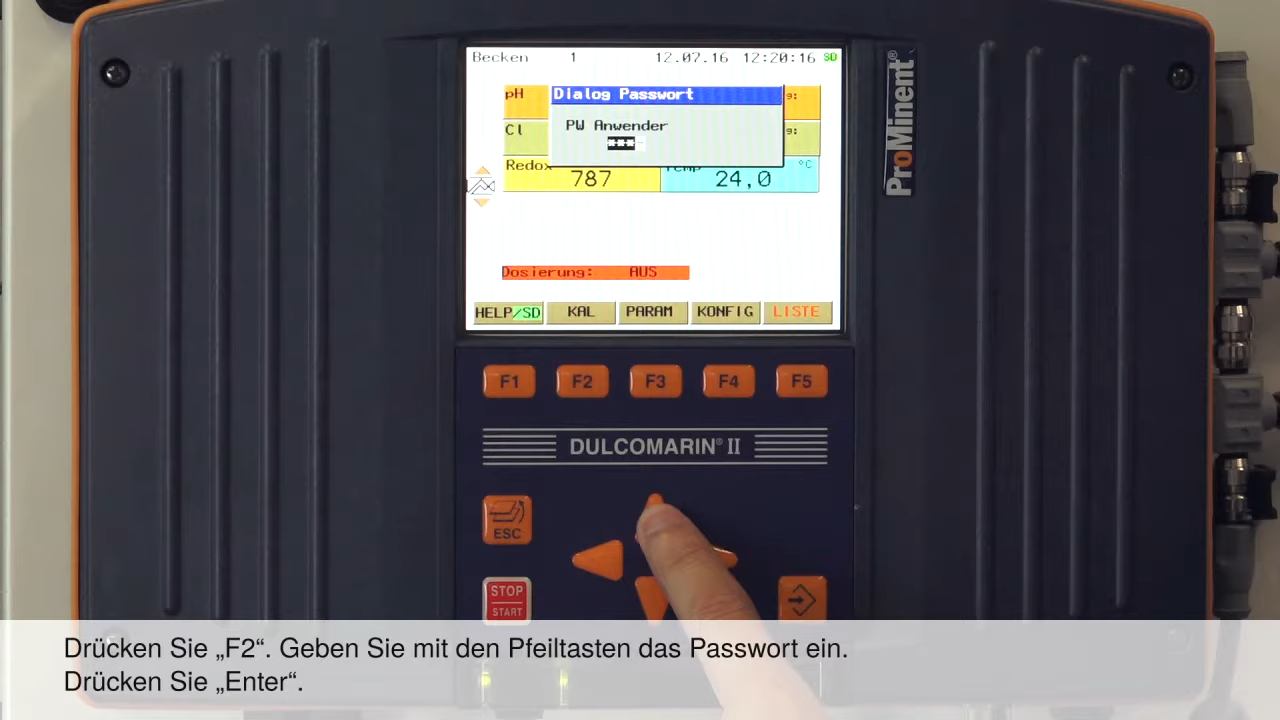 Becken 1 12.07.16 12:20:16 SD
pH Dialog Passwort g:
PW Anwender
Cl g:
***-
Redox Temp °C
787 24,0
Dosierung: AUS
HELP/SD KAL PARAM KONFIG LISTE
ProMinent®
F1 F2 F3 F4 F5
DULCOMARIN® II
ESC
STOP
START
Drücken Sie „F2“. Geben Sie mit den Pfeiltasten das Passwort ein.
Drücken Sie „Enter“.